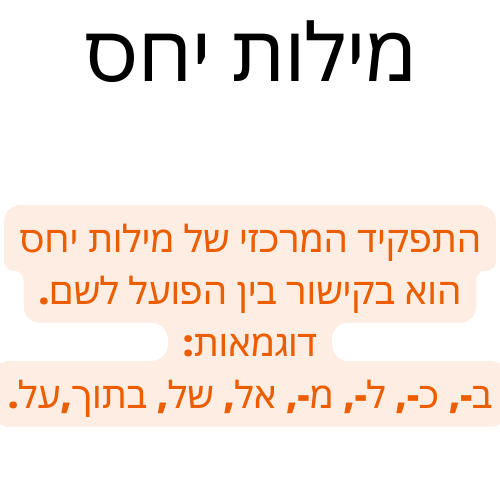 מילות יחס
התפקיד המרכזי של מילות יחס
הוא בקישור בין הפועל לשם.
דוגמאות:
ב-, כ-, ל-, מ-, אל, של, בתוך,על.